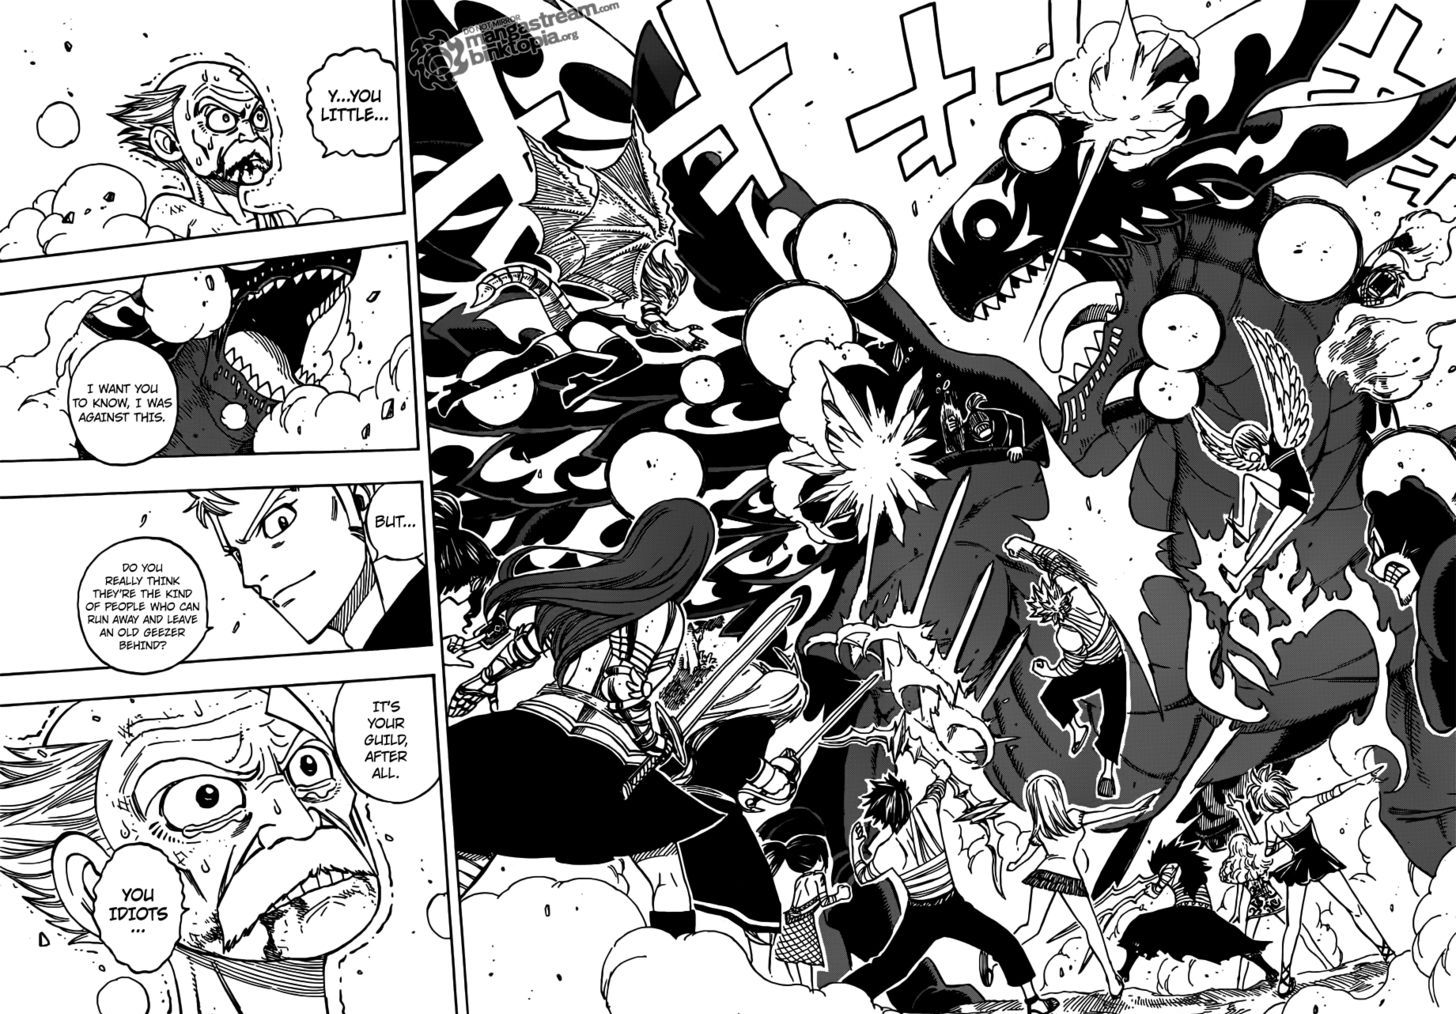 DO NOT MIRROR
mangastream.com
binktopia.org
Y...YOU
LITTLE...
I WANT YOU
TO KNOW, I WAS
AGAINST THIS.
BUT...
DO YOU
REALLY THINK
THEY'RE THE KIND
OF PEOPLE WHO CAN
RUN AWAY AND LEAVE
AN OLD GEEZER
BEHIND?
IT'S
YOUR
GUILD,
AFTER
ALL.
YOU
IDIOTS
...